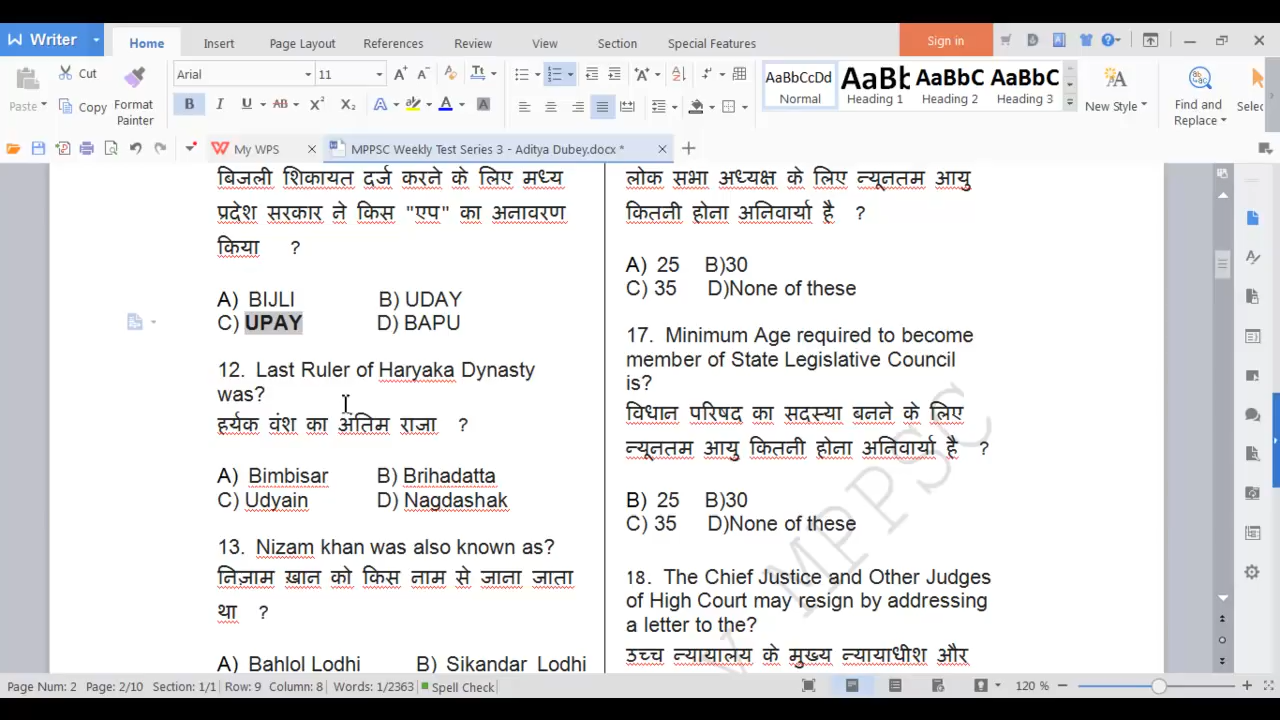 Writer
Home
Insert
Page Layout
References
Review
View
Section
Special Features
Sign in
Paste
Cut
Copy
Format Painter
Arial
11
AaBbCcDd
Normal
AaBb
Heading 1
AaBbC
Heading 2
AaBbC
Heading 3
New Style
Find and Replace
Selec
My WPS
MPPSC Weekly Test Series 3 - Aditya Dubey.docx *
बिजली शिकायत दर्ज करने के लिए मध्य
प्रदेश सरकार ने किस "एप" का अनावरण
किया ?
A) BIJLI B) UDAY
C) UPAY D) BAPU
12. Last Ruler of Haryaka Dynasty
was?
हर्यक वंश का अंतिम राजा ?
A) Bimbisar B) Brihadatta
C) Udyain D) Nagdashak
13. Nizam khan was also known as?
निज़ाम ख़ान को किस नाम से जाना जाता
था ?
A) Bahlol Lodhi B) Sikandar Lodhi
लोक सभा अध्यक्ष के लिए न्यूनतम आयु
कितनी होना अनिवार्या है ?
A) 25 B)30
C) 35 D)None of these
17. Minimum Age required to become
member of State Legislative Council
is?
विधान परिषद का सदस्या बनने के लिए
न्यूनतम आयु कितनी होना अनिवार्या है ?
B) 25 B)30
C) 35 D)None of these
18. The Chief Justice and Other Judges
of High Court may resign by addressing
a letter to the?
उच्च न्यायालय के मुख्य न्यायाधीश और
MPPSC
Page Num: 2 Page: 2/10 Section: 1/1 Row: 9 Column: 8 Words: 1/2363 Spell Check
120 %